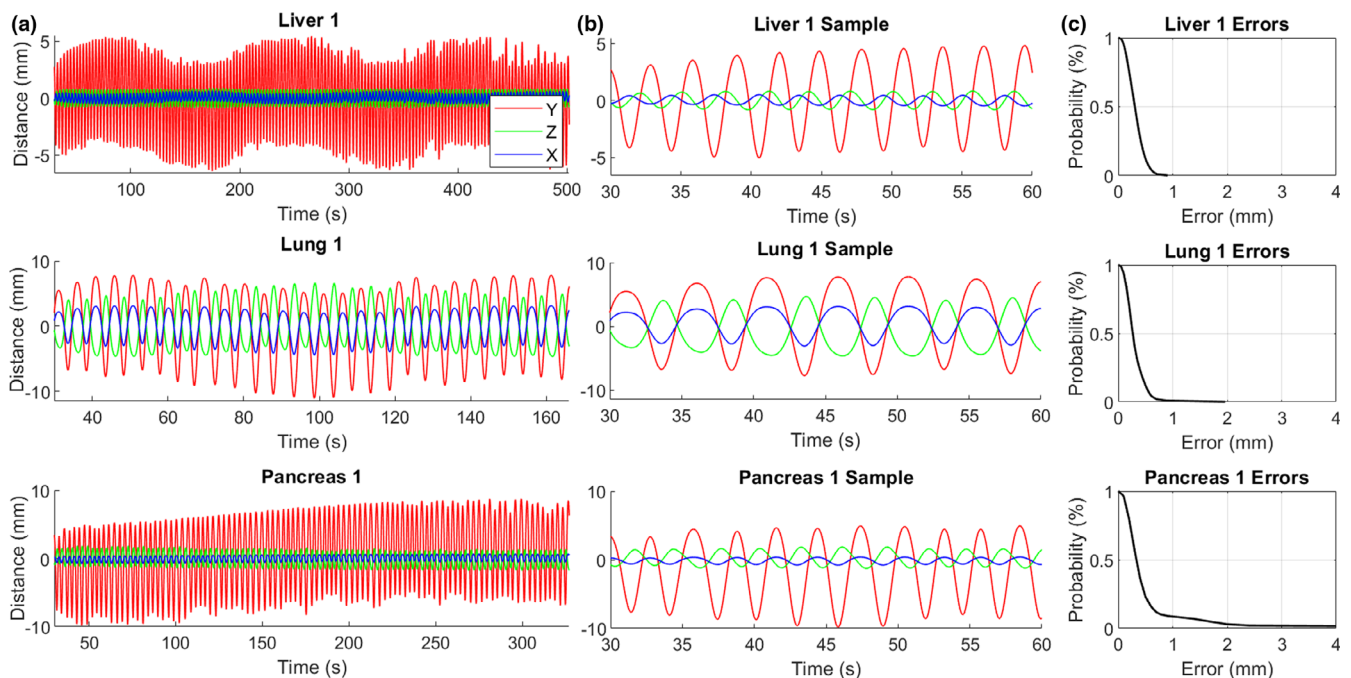 (a) Liver 1
Distance (mm)
5
0
-5
Y
Z
X
100 200 300 400 500
Time (s)
(b) Liver 1 Sample
5
0
-5
30 35 40 45 50 55 60
Time (s)
(c) Liver 1 Errors
Probability (%)
1
0.5
0
0 1 2 3 4
Error (mm)
Lung 1
Distance (mm)
10
0
-10
40 60 80 100 120 140 160
Time (s)
Lung 1 Sample
10
0
-10
30 35 40 45 50 55 60
Time (s)
Lung 1 Errors
Probability (%)
1
0.5
0
0 1 2 3 4
Error (mm)
Pancreas 1
Distance (mm)
10
0
-10
50 100 150 200 250 300
Time (s)
Pancreas 1 Sample
10
0
-10
30 35 40 45 50 55 60
Time (s)
Pancreas 1 Errors
Probability (%)
1
0.5
0
0 1 2 3 4
Error (mm)